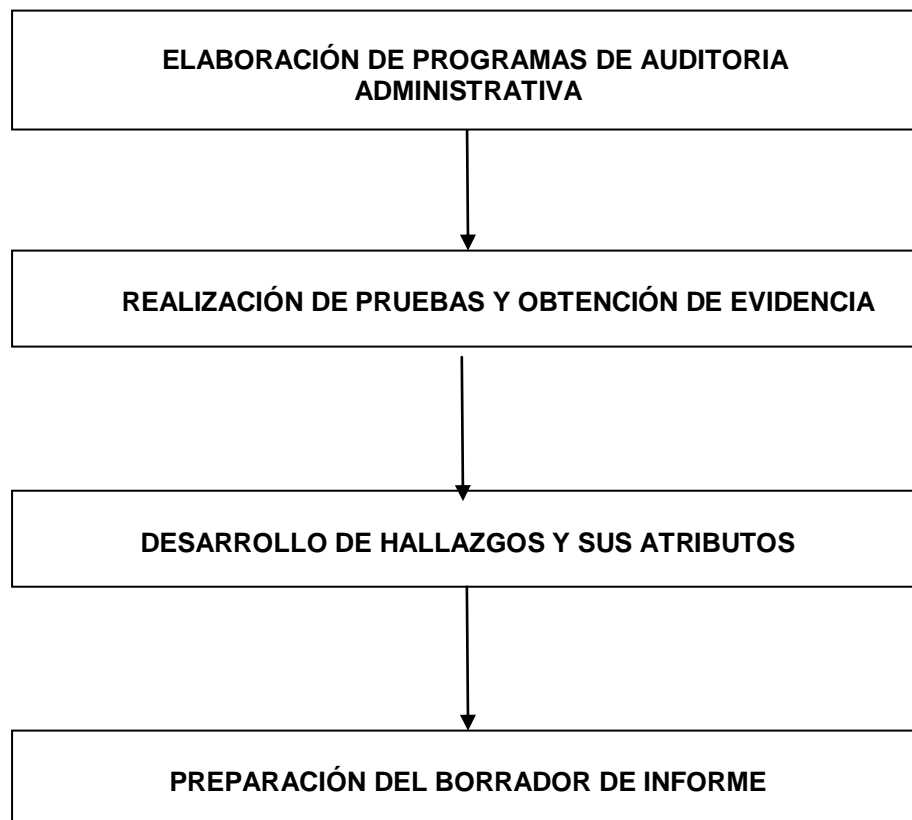 ELABORACIÓN DE PROGRAMAS DE AUDITORIA
ADMINISTRATIVA
REALIZACIÓN DE PRUEBAS Y OBTENCIÓN DE EVIDENCIA
DESARROLLO DE HALLAZGOS Y SUS ATRIBUTOS
PREPARACIÓN DEL BORRADOR DE INFORME